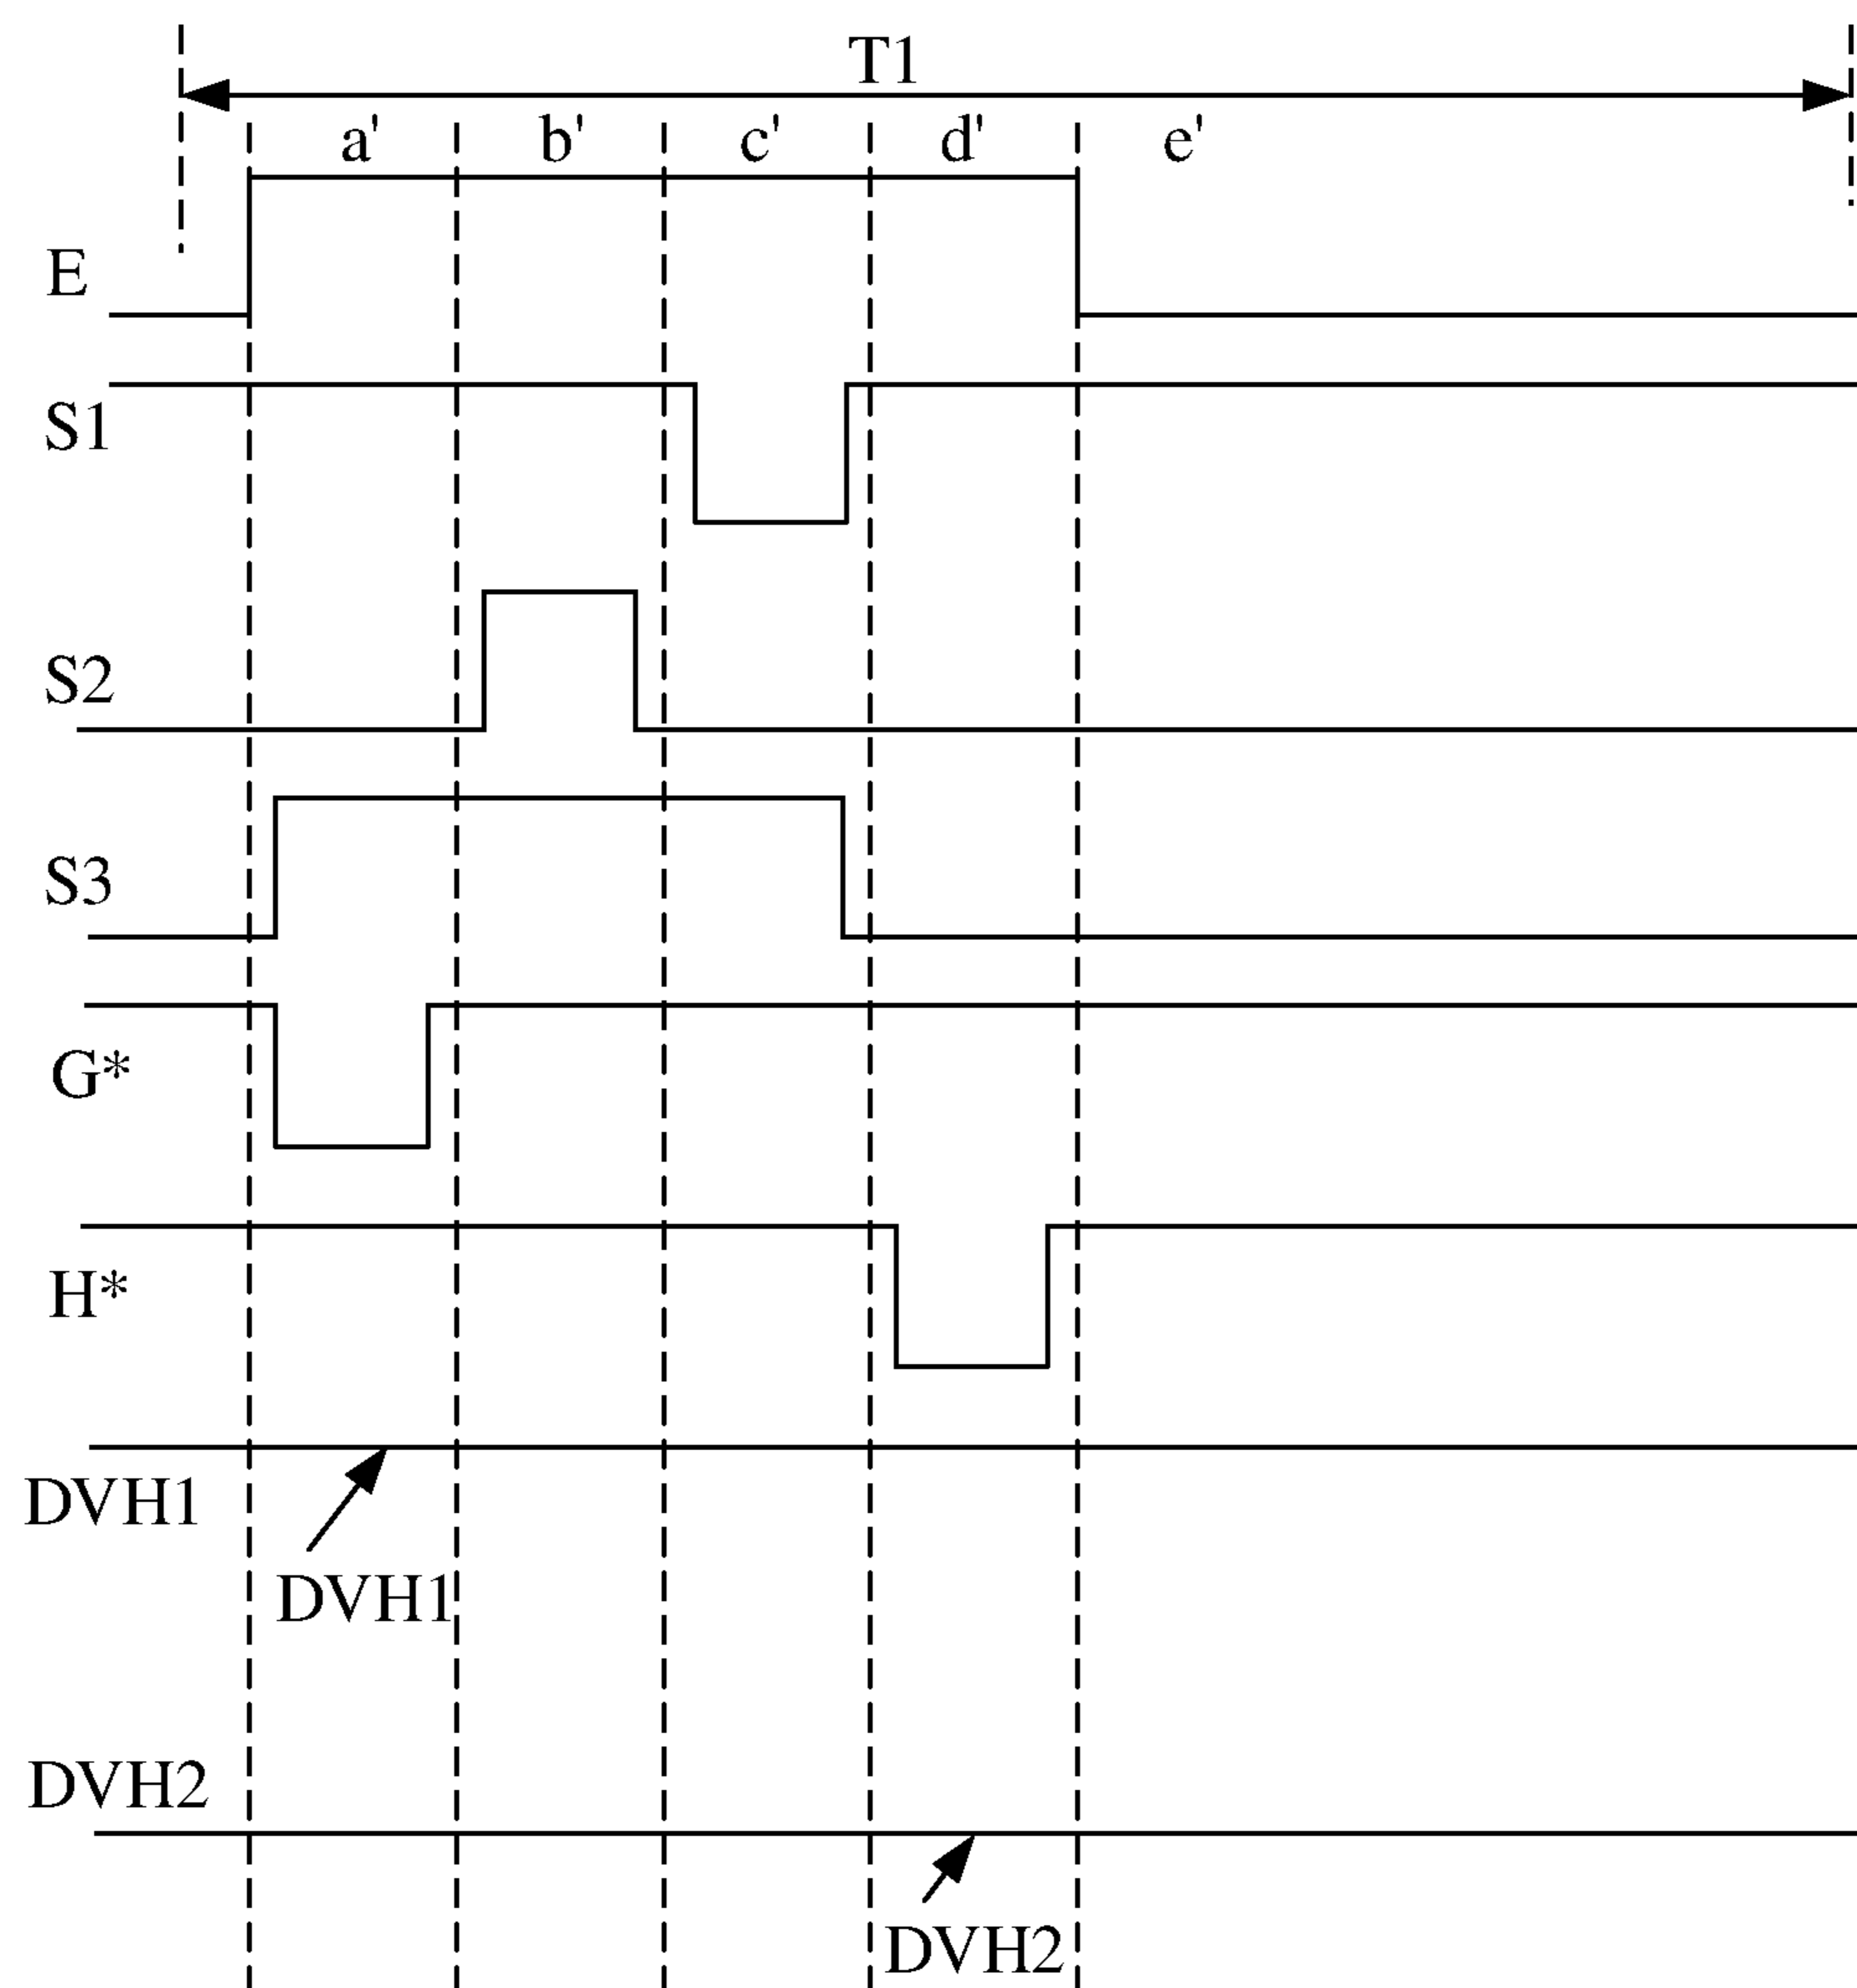 T1
a' b' c' d' e'
E
S1
S2
S3
G*
H*
DVH1
DVH1
DVH2
DVH2